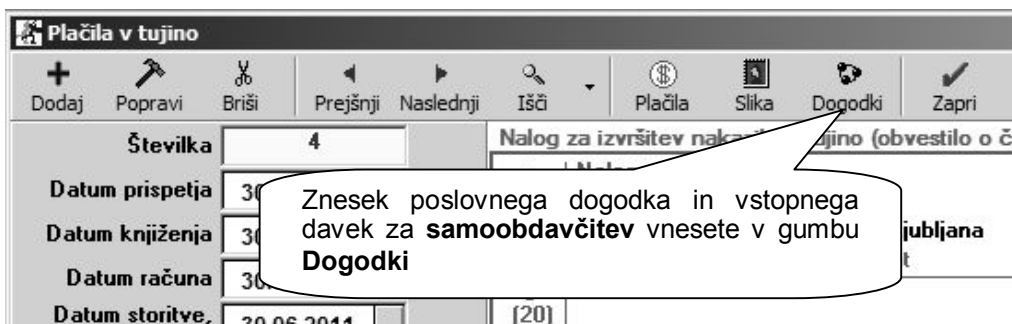 Plačila v tujino
Dodaj Popravi Briši Prejšnji Naslednji Išči Plačila Slika Dogodki Zapri
Številka 4 Nalog za izvršitev tujino (obvestilo o č
Datum prispetja
Znesek poslovnega dogodka in vstopnega
davek za samoobdavčitev vnesete v gumbu
Dogodki
Datum knjiženja jubljana
Datum računa 30.
Datum storitve, 30.06.2011 (20)